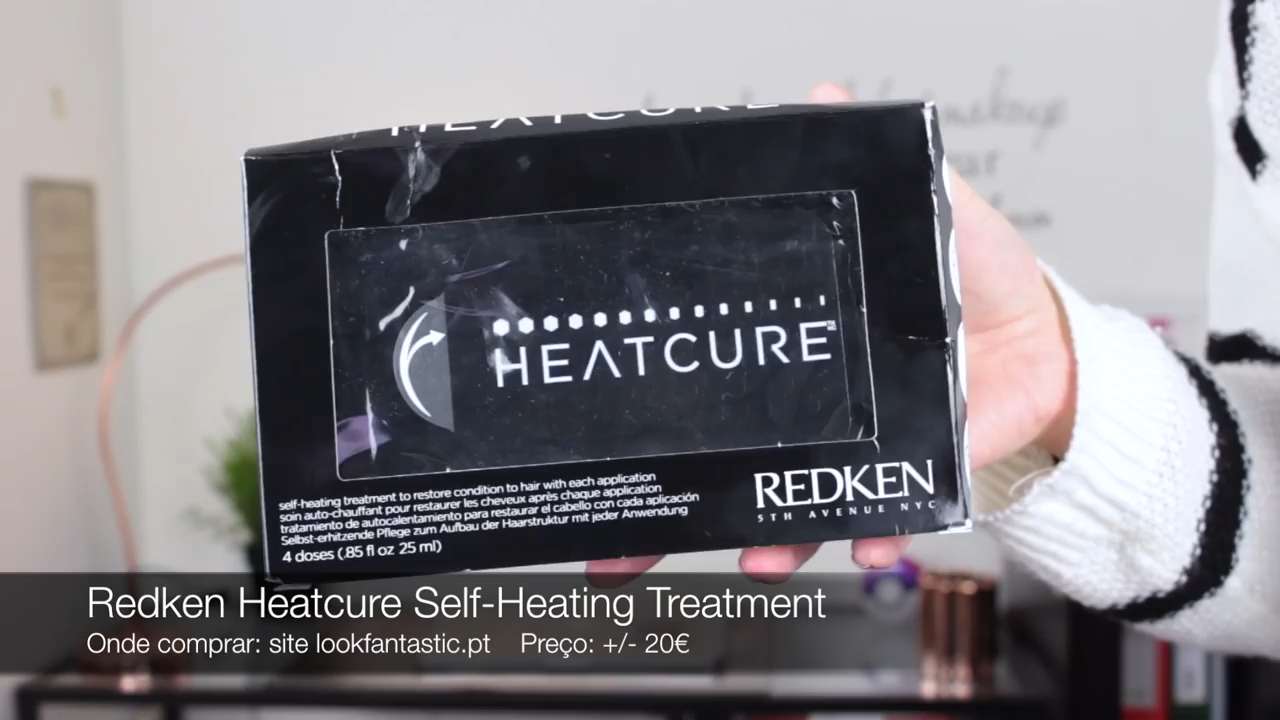 HEATCURE
HEATCURE™
self-heating treatment to restore condition to hair with each application
soin auto-chauffant pour restaurer les cheveux après chaque application
tratamiento de autocalentamiento para restaurar el cabello con cada aplicación
Selbst-erhitzende Pflege zum Aufbau der Haarstruktur mit jeder Anwendung
4 doses (.85 fl oz 25 ml)
REDKEN
5TH AVENUE NYC
Redken Heatcure Self-Heating Treatment
Onde comprar: site lookfantastic.pt Preço: +/- 20€